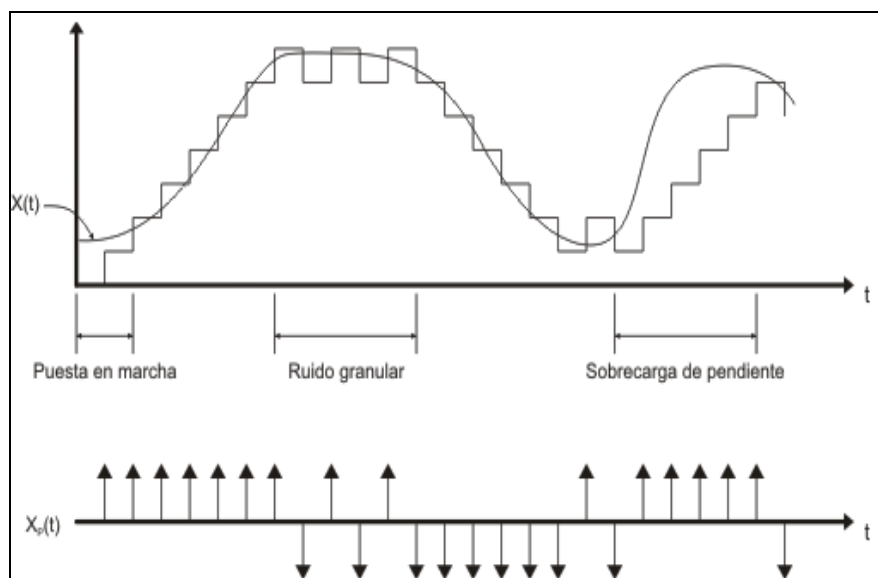 X(t)
t
Puesta en marcha
Ruido granular
Sobrecarga de pendiente
Xₚ(t)
t